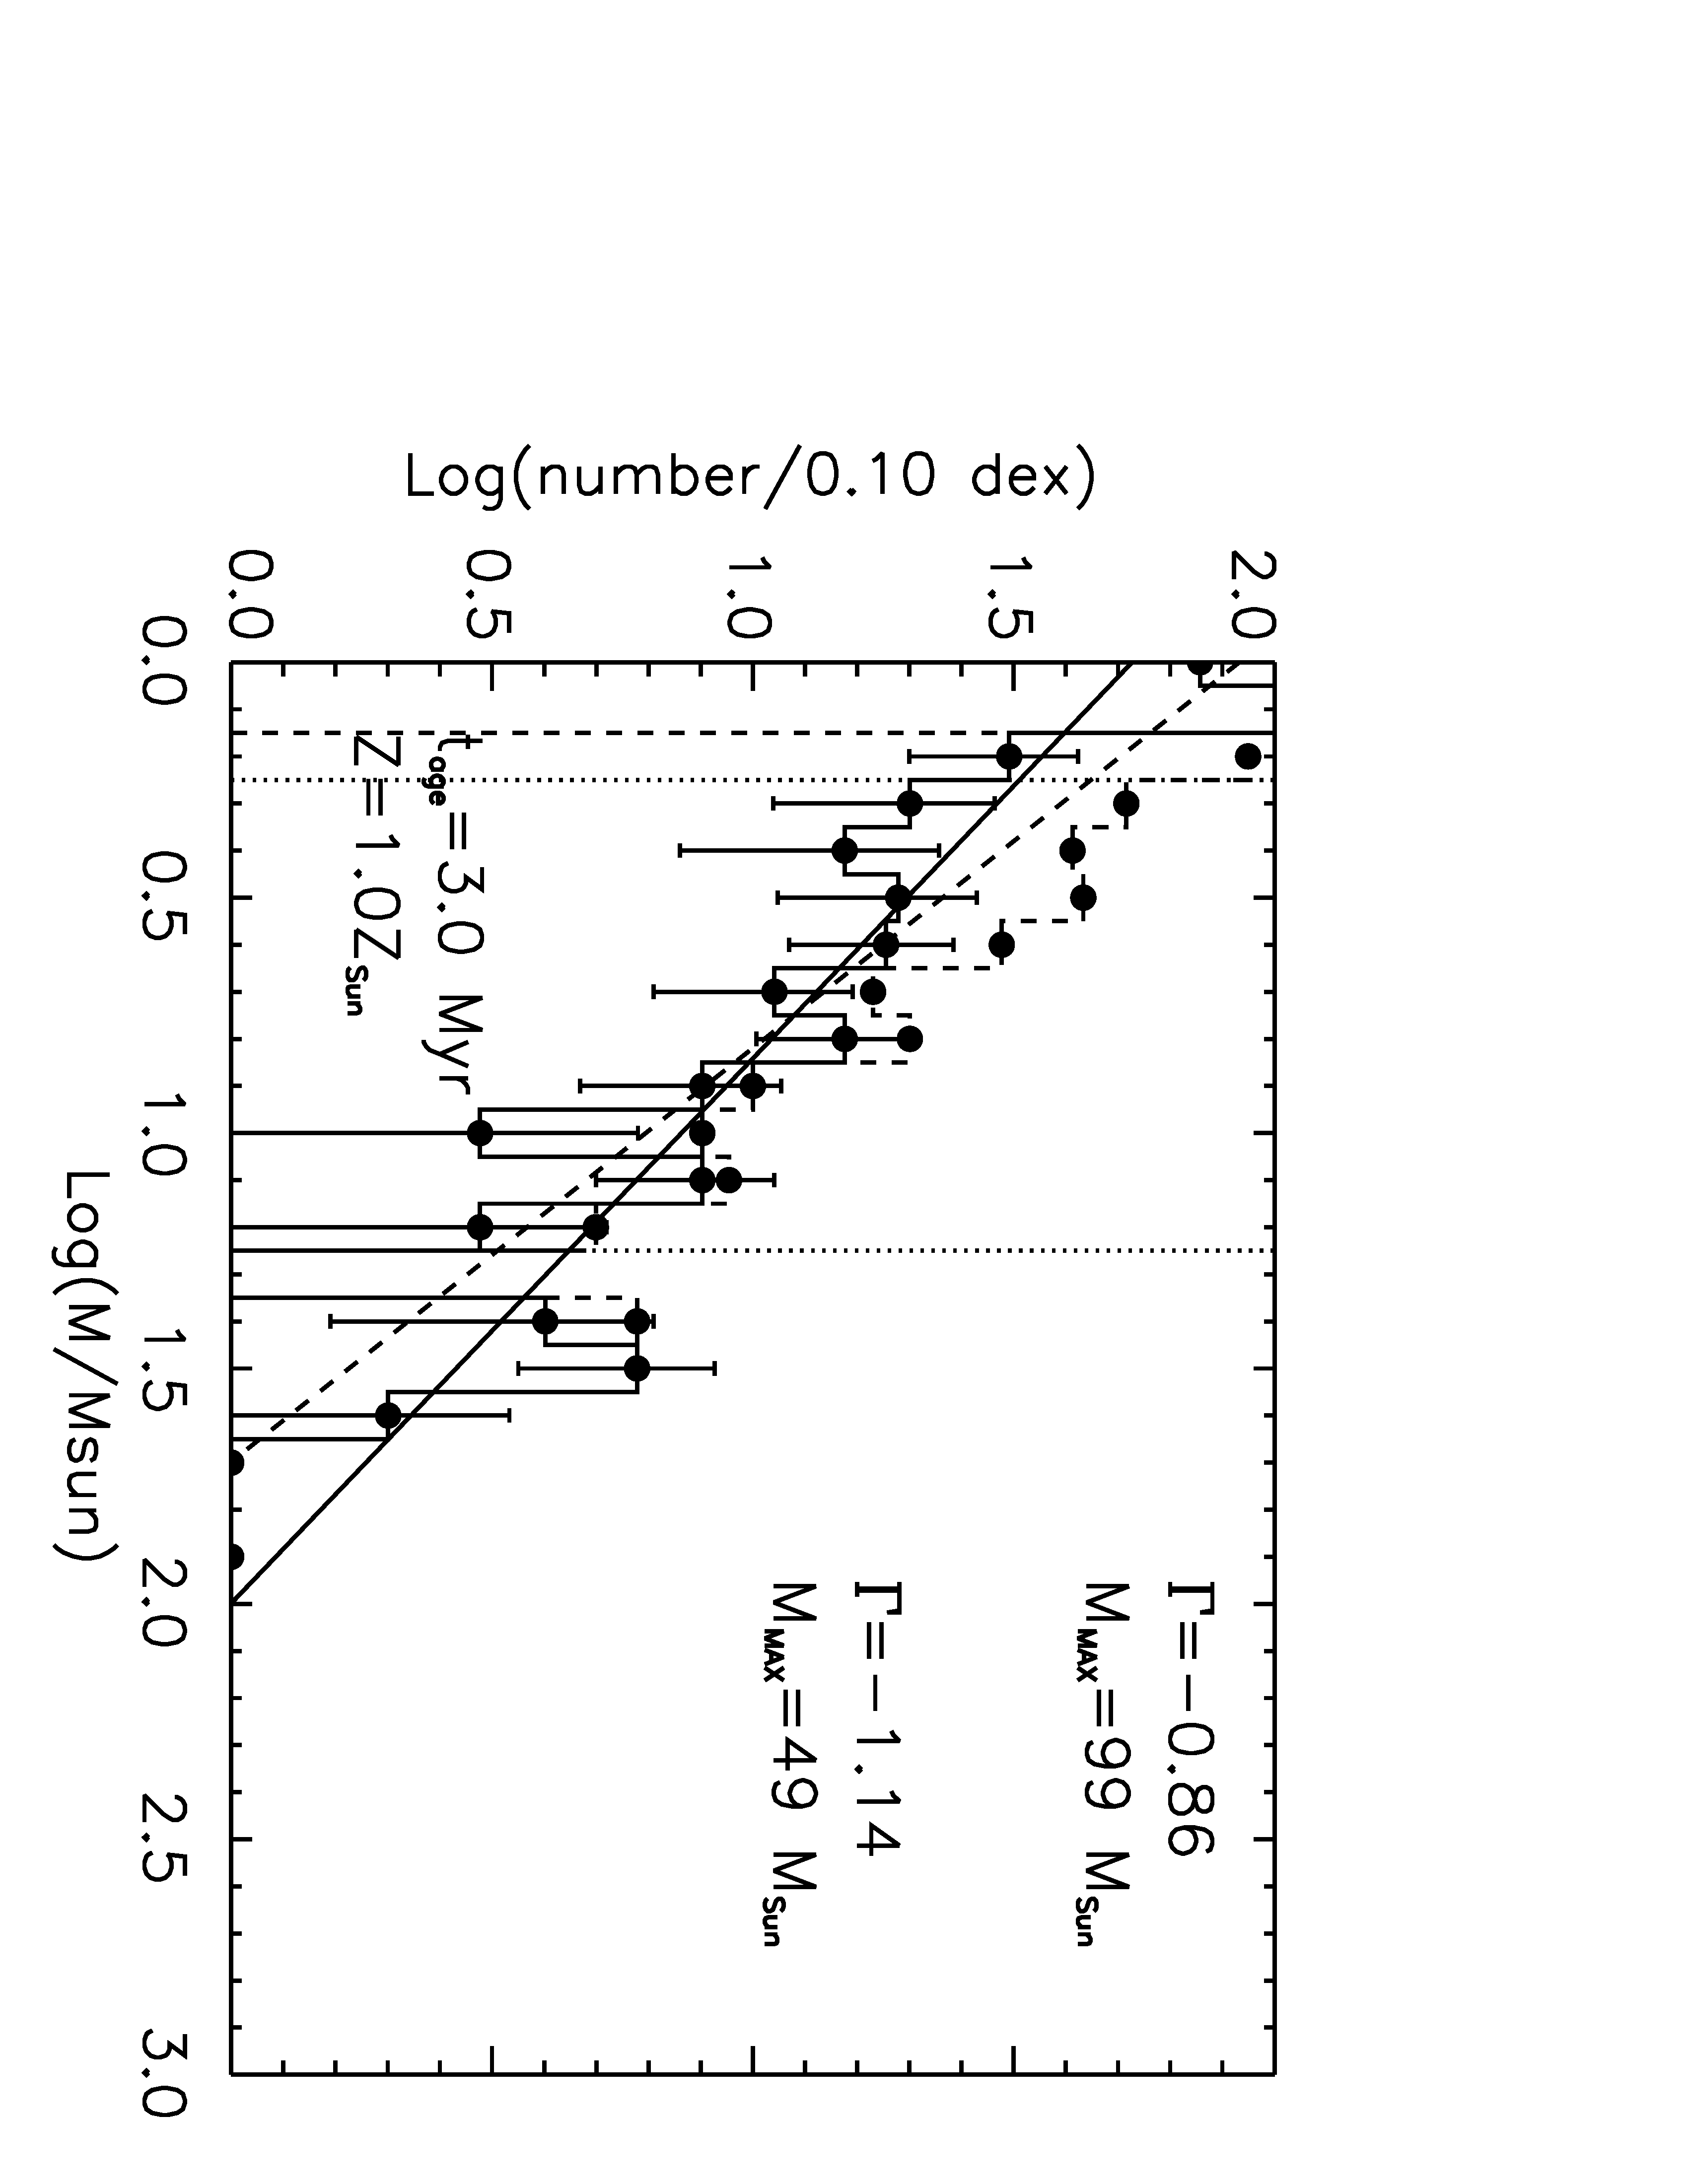 Γ=−0.86
M_MAX=99 M_Sun
Γ=−1.14
M_MAX=49 M_Sun
t_age=3.0 Myr
Z=1.0Z_Sun
Log(number/0.10 dex)
2.0
1.5
1.0
0.5
0.0
0.0
0.5
1.0
1.5
2.0
2.5
3.0
Log(M/Msun)